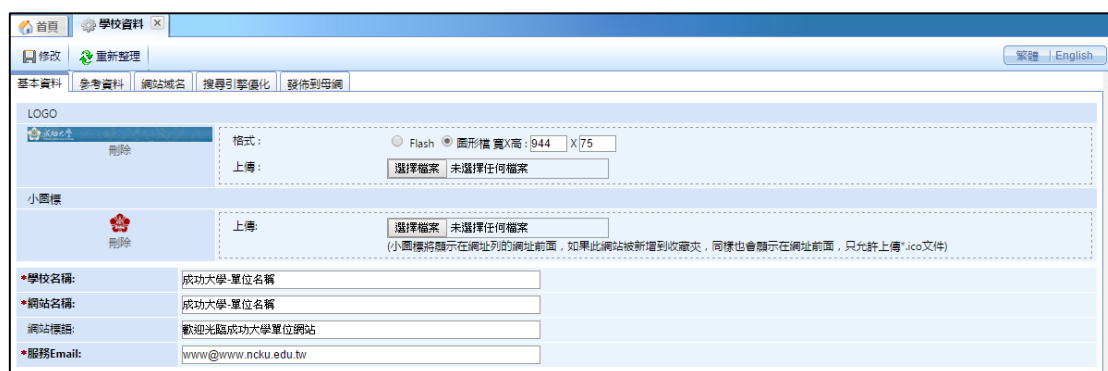 首頁 學校資料
修改 重新整理 繁體 | English
基本資料 參考資料 網站域名 搜尋引擎優化 發佈到母網
LOGO
成功大學
刪除
格式: Flash 圖形檔 寬X高: 944 X 75
上傳: 選擇檔案 未選擇任何檔案
小圖標
刪除
上傳: 選擇檔案 未選擇任何檔案
(小圖標將顯示在網址列的網址前面，如果此網站被新增到收藏夾，同樣也會顯示在網址前面，只允許上傳*.ico文件)
*學校名稱: 成功大學-單位名稱
*網站名稱: 成功大學-單位名稱
網站標語: 歡迎光臨成功大學單位網站
*服務Email: www@www.ncku.edu.tw